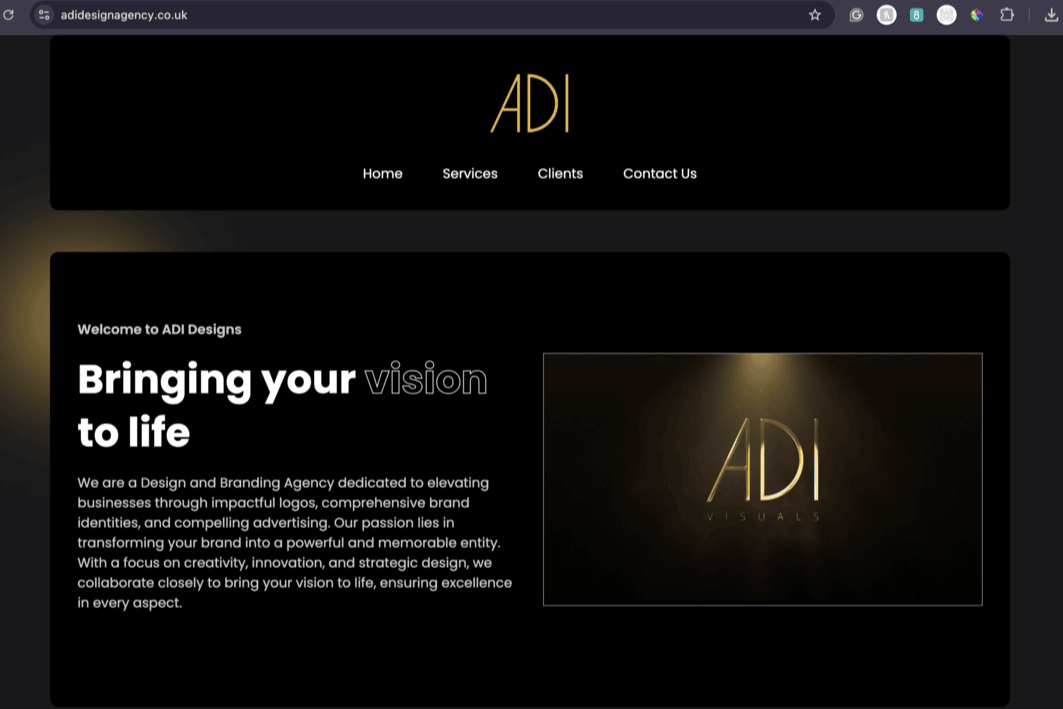 adidesignagency.co.uk
ADI
Home Services Clients Contact Us
Welcome to ADI Designs
Bringing your vision
to life
We are a Design and Branding Agency dedicated to elevating
businesses through impactful logos, comprehensive brand
identities, and compelling advertising. Our passion lies in
transforming your brand into a powerful and memorable entity.
With a focus on creativity, innovation, and strategic design, we
collaborate closely to bring your vision to life, ensuring excellence
in every aspect.
ADI
VISUALS